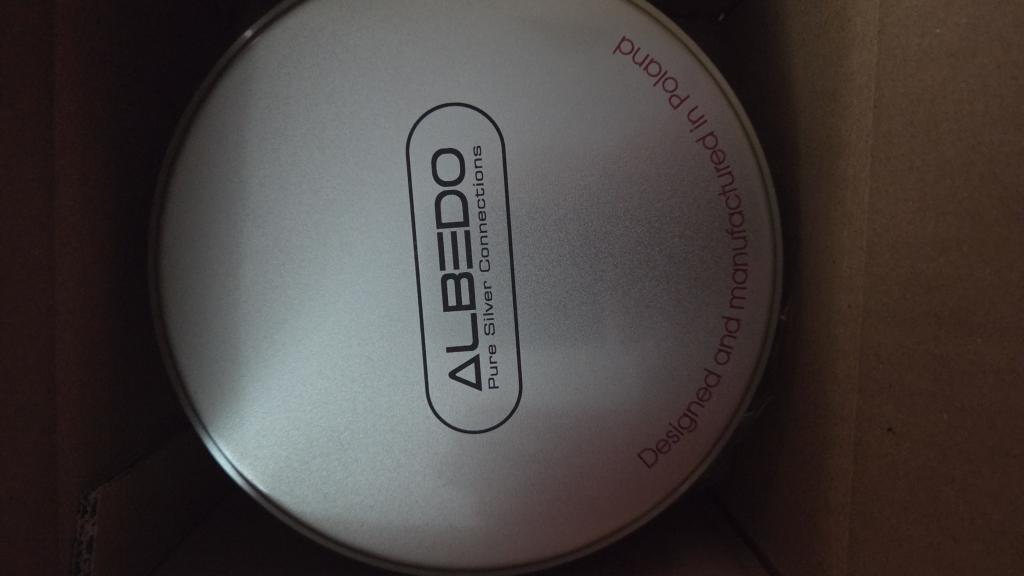 ALBEDO
Pure Silver Connections
Designed and manufactured in Poland